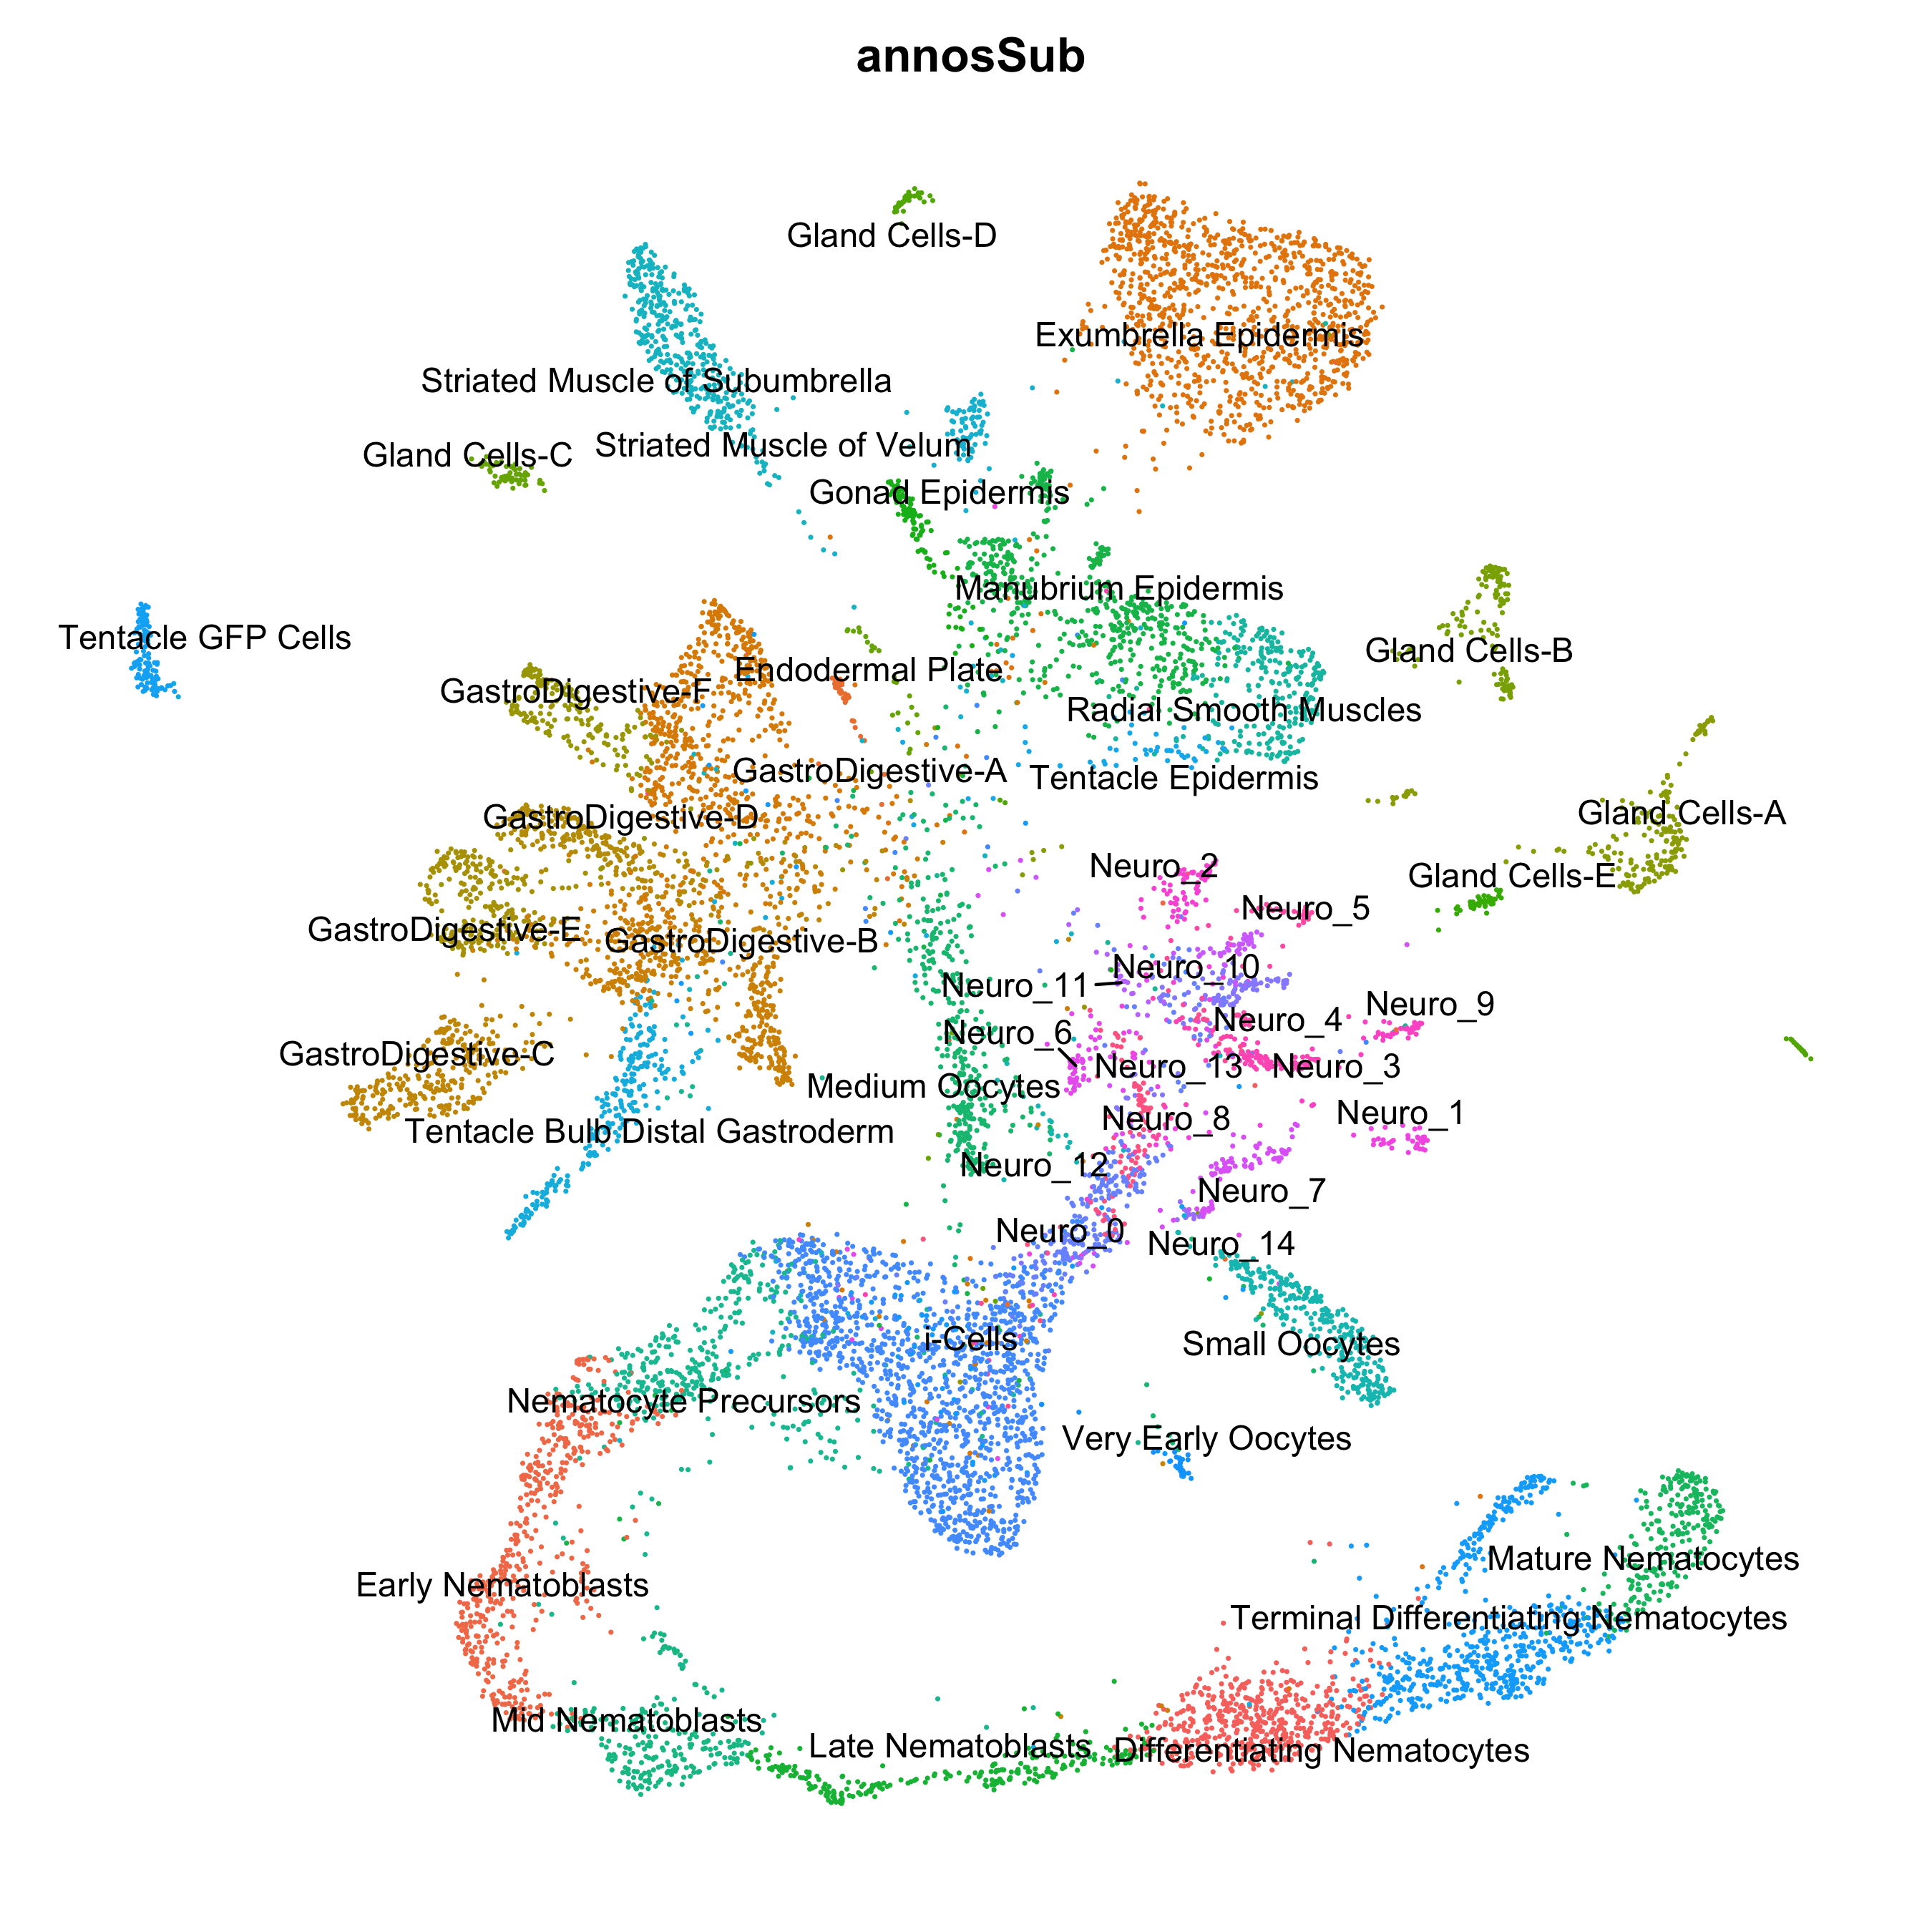 annosSub
Gland Cells-D
Exumbrella Epidermis
Striated Muscle of Subumbrella
Striated Muscle of Velum
Gland Cells-C
Gonad Epidermis
Manubrium Epidermis
Tentacle GFP Cells
Gland Cells-B
Endodermal Plate
GastroDigestive-F
Radial Smooth Muscles
GastroDigestive-A
Tentacle Epidermis
GastroDigestive-D
Gland Cells-A
Neuro_2
Gland Cells-E
Neuro_5
GastroDigestive-E
GastroDigestive-B
Neuro_10
Neuro_11
Neuro_9
Neuro_4
Neuro_6
GastroDigestive-C
Neuro_13
Neuro_3
Medium Oocytes
Neuro_8
Neuro_1
Tentacle Bulb Distal Gastroderm
Neuro_12
Neuro_7
Neuro_0
Neuro_14
i-Cells
Small Oocytes
Nematocyte Precursors
Very Early Oocytes
Mature Nematocytes
Early Nematoblasts
Terminal Differentiating Nematocytes
Mid Nematoblasts
Late Nematoblasts
Differentiating Nematocytes